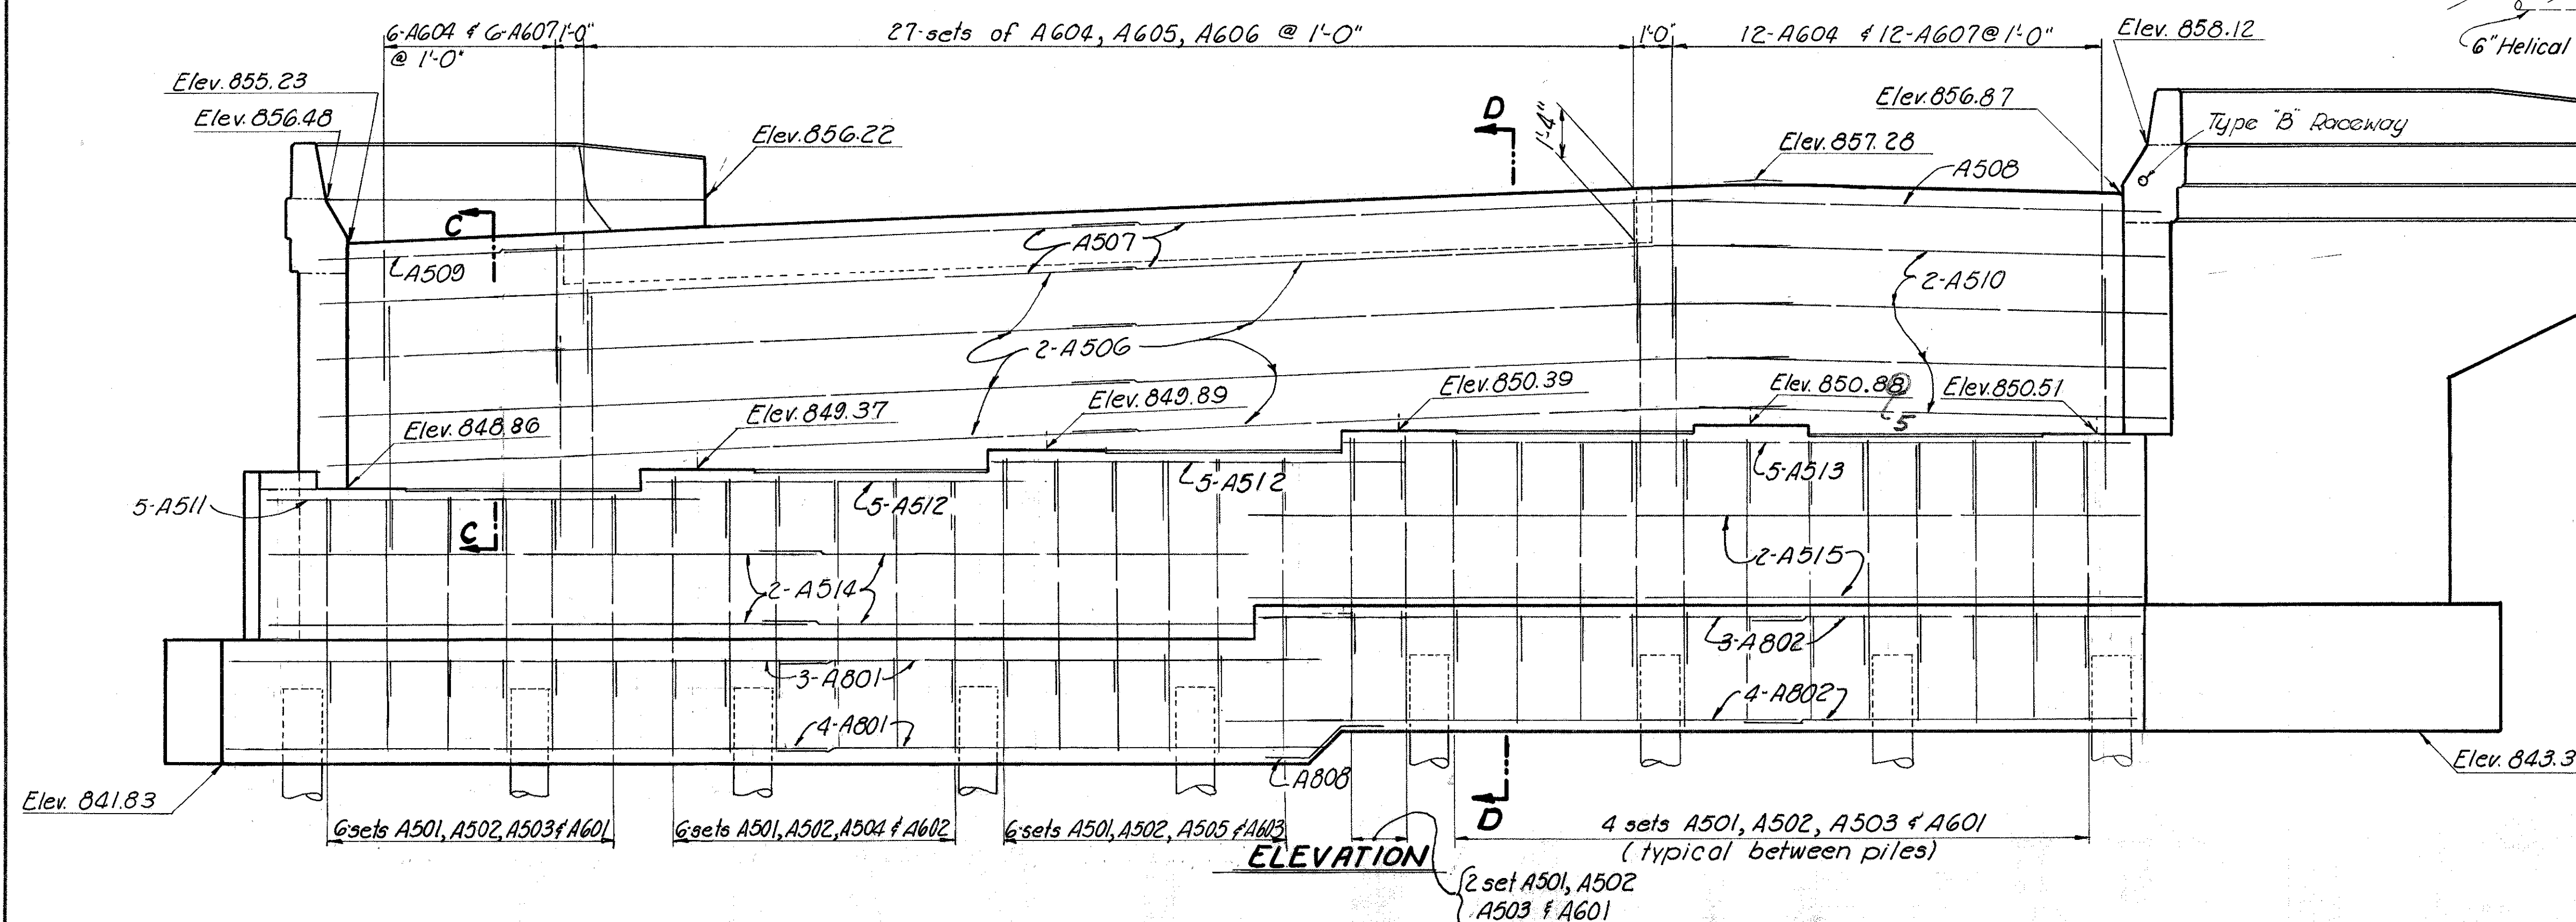 6-A604 & 6-A607
@ 1'-0"
1'-0"
27-sets of A604, A605, A606 @ 1'-0"
1'-0"
12-A604 & 12-A607 @ 1'-0"
Elev. 858.12
6" Helical
Elev. 855.23
Elev. 856.48
Elev. 856.22
D
1'-4"
Elev. 856.87
Elev. 857.28
Type "B" Raceway
A508
C
A509
A507
2-A510
2-A506
Elev. 850.39
Elev. 850.88
5
Elev. 850.51
Elev. 849.89
Elev. 849.37
Elev. 848.86
5-A511
C
5-A512
5-A512
5-A513
2-A514
2-A515
3-A801
3-A802
4-A801
4-A802
A808
Elev. 841.83
Elev. 843.3
6-sets A501, A502, A503 & A601
6-sets A501, A502, A504 & A602
6-sets A501, A502, A505 & A603
D
4 sets A501, A502, A503 & A601
(typical between piles)
ELEVATION
2 set A501, A502
A503 & A601